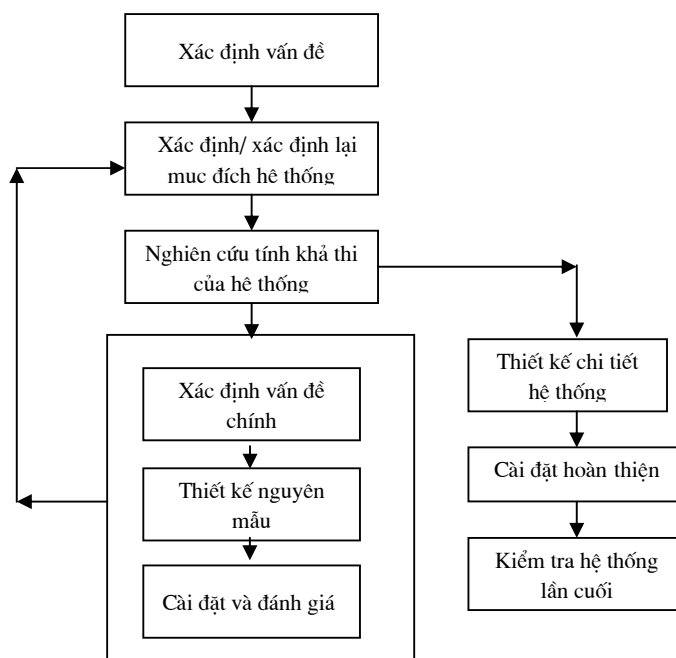 Xác định vấn đề
Xác định/ xác định lại
mục đích hệ thống
Nghiên cứu tính khả thi
của hệ thống
Xác định vấn đề
chính
Thiết kế nguyên
mẫu
Cài đặt và đánh giá
Thiết kế chi tiết
hệ thống
Cài đặt hoàn thiện
Kiểm tra hệ thống
lần cuối